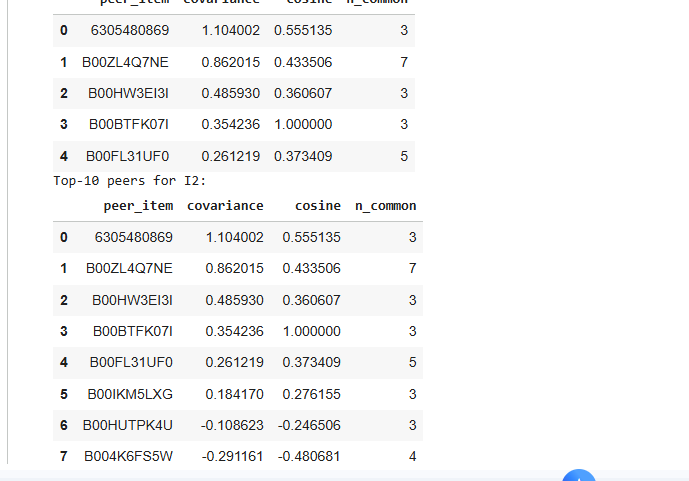 peer_item covariance cosine n_common
0 6305480869 1.104002 0.555135 3
1 B00ZL4Q7NE 0.862015 0.433506 7
2 B00HW3EI3I 0.485930 0.360607 3
3 B00BTFK07I 0.354236 1.000000 3
4 B00FL31UF0 0.261219 0.373409 5
Top-10 peers for I2:
peer_item covariance cosine n_common
0 6305480869 1.104002 0.555135 3
1 B00ZL4Q7NE 0.862015 0.433506 7
2 B00HW3EI3I 0.485930 0.360607 3
3 B00BTFK07I 0.354236 1.000000 3
4 B00FL31UF0 0.261219 0.373409 5
5 B00IKM5LXG 0.184170 0.276155 3
6 B00HUTPK4U -0.108623 -0.246506 3
7 B004K6FS5W -0.291161 -0.480681 4